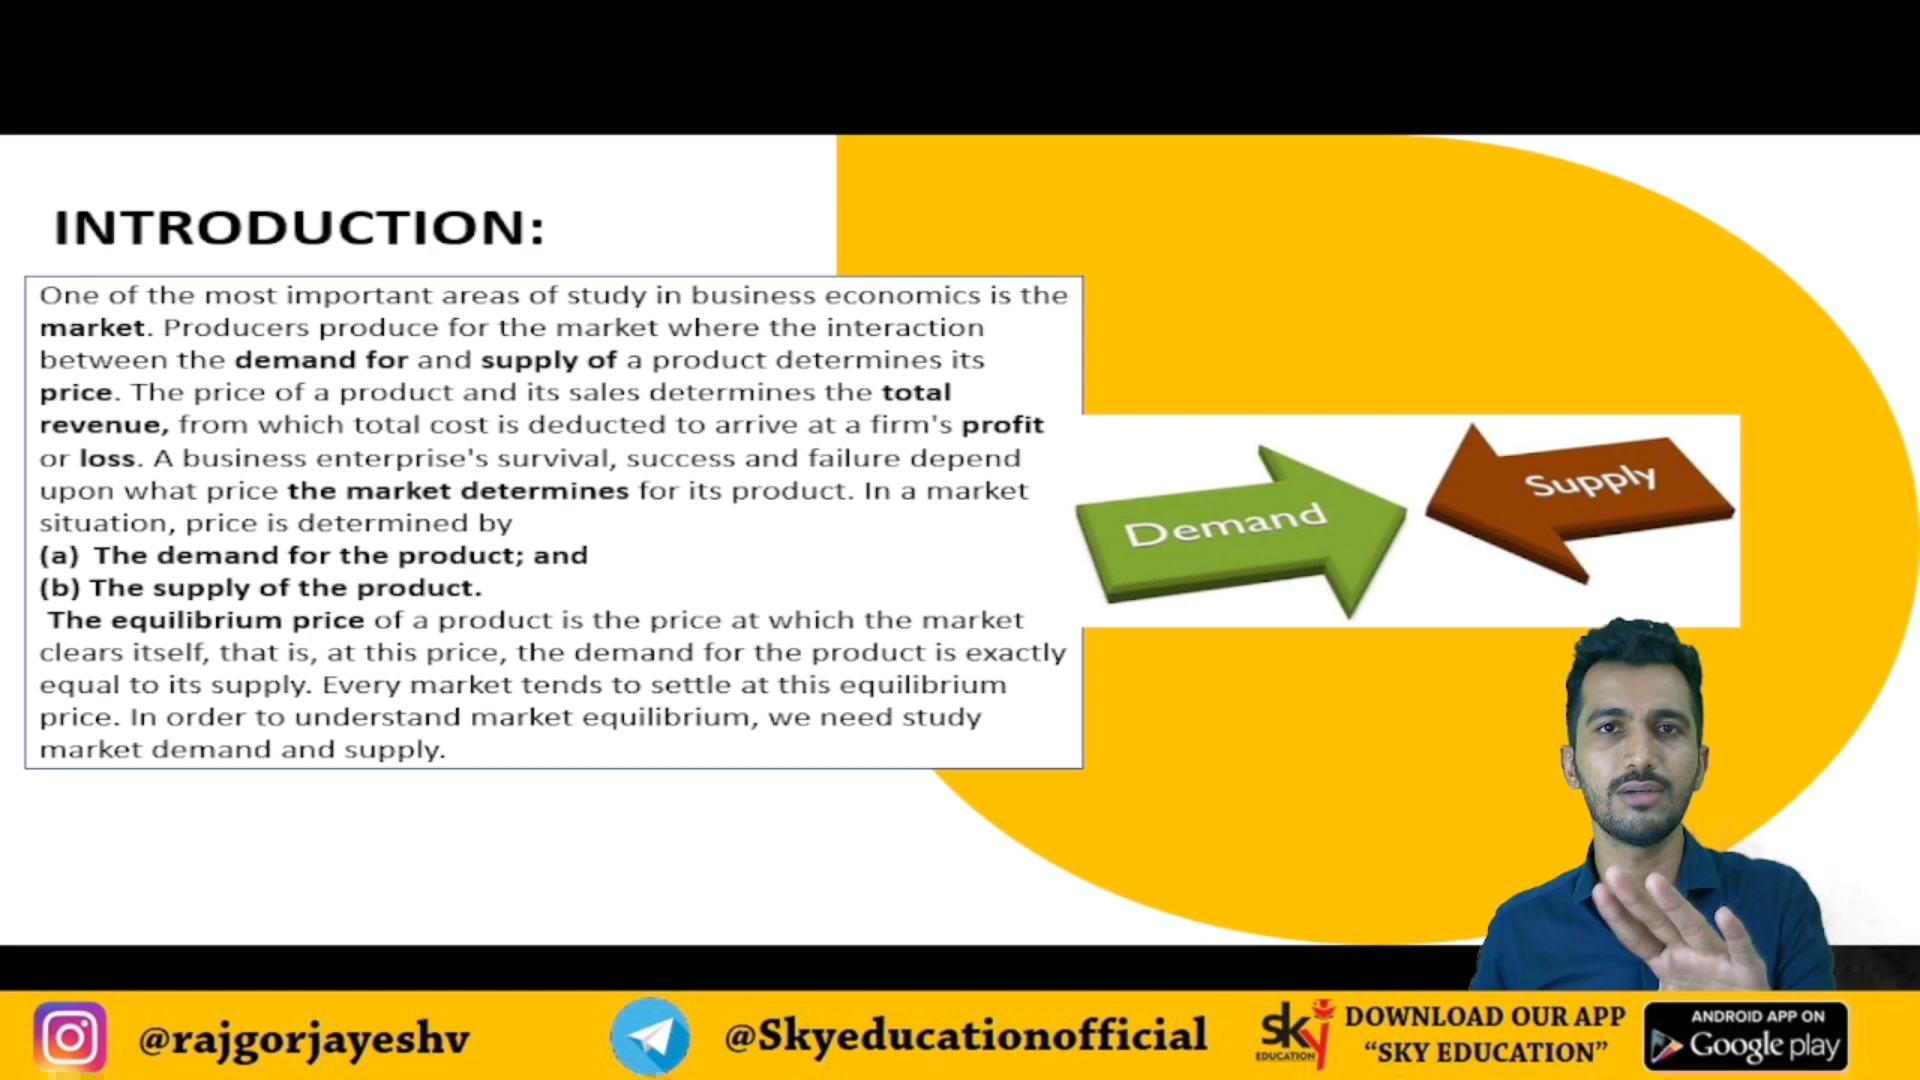 INTRODUCTION:
One of the most important areas of study in business economics is the
market. Producers produce for the market where the interaction
between the demand for and supply of a product determines its
price. The price of a product and its sales determines the total
revenue, from which total cost is deducted to arrive at a firm's profit
or loss. A business enterprise's survival, success and failure depend
upon what price the market determines for its product. In a market
situation, price is determined by
(a) The demand for the product; and
(b) The supply of the product.
The equilibrium price of a product is the price at which the market
clears itself, that is, at this price, the demand for the product is exactly
equal to its supply. Every market tends to settle at this equilibrium
price. In order to understand market equilibrium, we need study
market demand and supply.
Demand
Supply
@rajgorjayeshv
@Skyeducationofficial
sky
EDUCATION
DOWNLOAD OUR APP
“SKY EDUCATION”
ANDROID APP ON
Google play